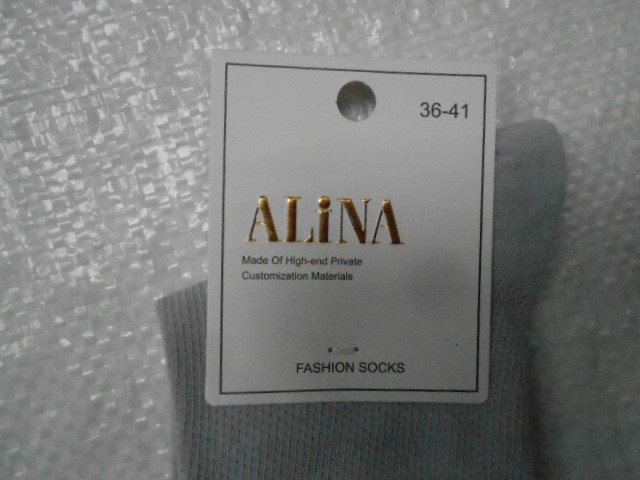 36-41
ALiNA
Made Of High-end Private
Customization Materials
FASHION SOCKS